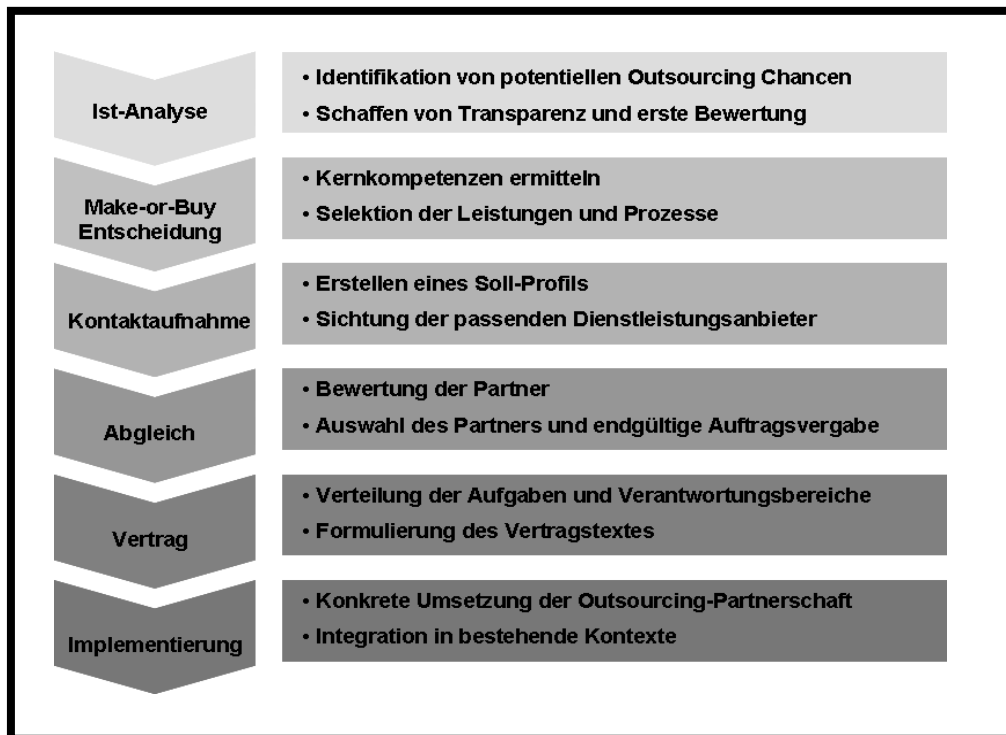 Ist-Analyse
• Identifikation von potentiellen Outsourcing Chancen
• Schaffen von Transparenz und erste Bewertung
Make-or-Buy
Entscheidung
• Kernkompetenzen ermitteln
• Selektion der Leistungen und Prozesse
Kontaktaufnahme
• Erstellen eines Soll-Profils
• Sichtung der passenden Dienstleistungsanbieter
Abgleich
• Bewertung der Partner
• Auswahl des Partners und endgültige Auftragsvergabe
Vertrag
• Verteilung der Aufgaben und Verantwortungsbereiche
• Formulierung des Vertragstextes
Implementierung
• Konkrete Umsetzung der Outsourcing-Partnerschaft
• Integration in bestehende Kontexte